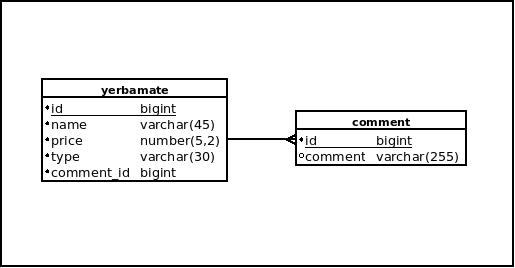 yerbamate
id bigint
name varchar(45)
price number(5,2)
type varchar(30)
comment_id bigint
comment
id bigint
comment varchar(255)